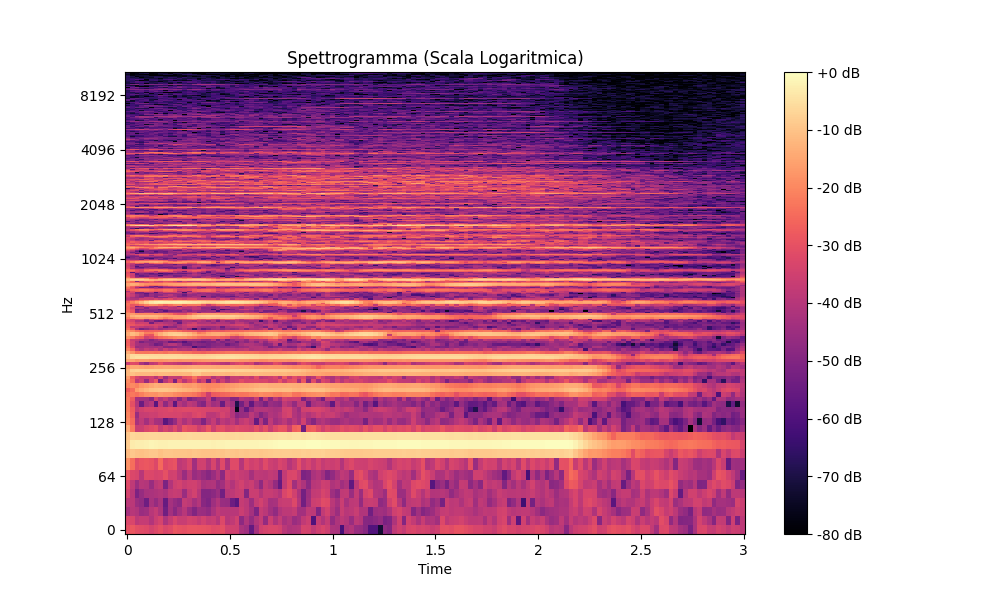 Spettrogramma (Scala Logaritmica)
Hz
8192
4096
2048
1024
512
256
128
64
0
0
0.5
1
1.5
2
2.5
3
Time
+0 dB
-10 dB
-20 dB
-30 dB
-40 dB
-50 dB
-60 dB
-70 dB
-80 dB